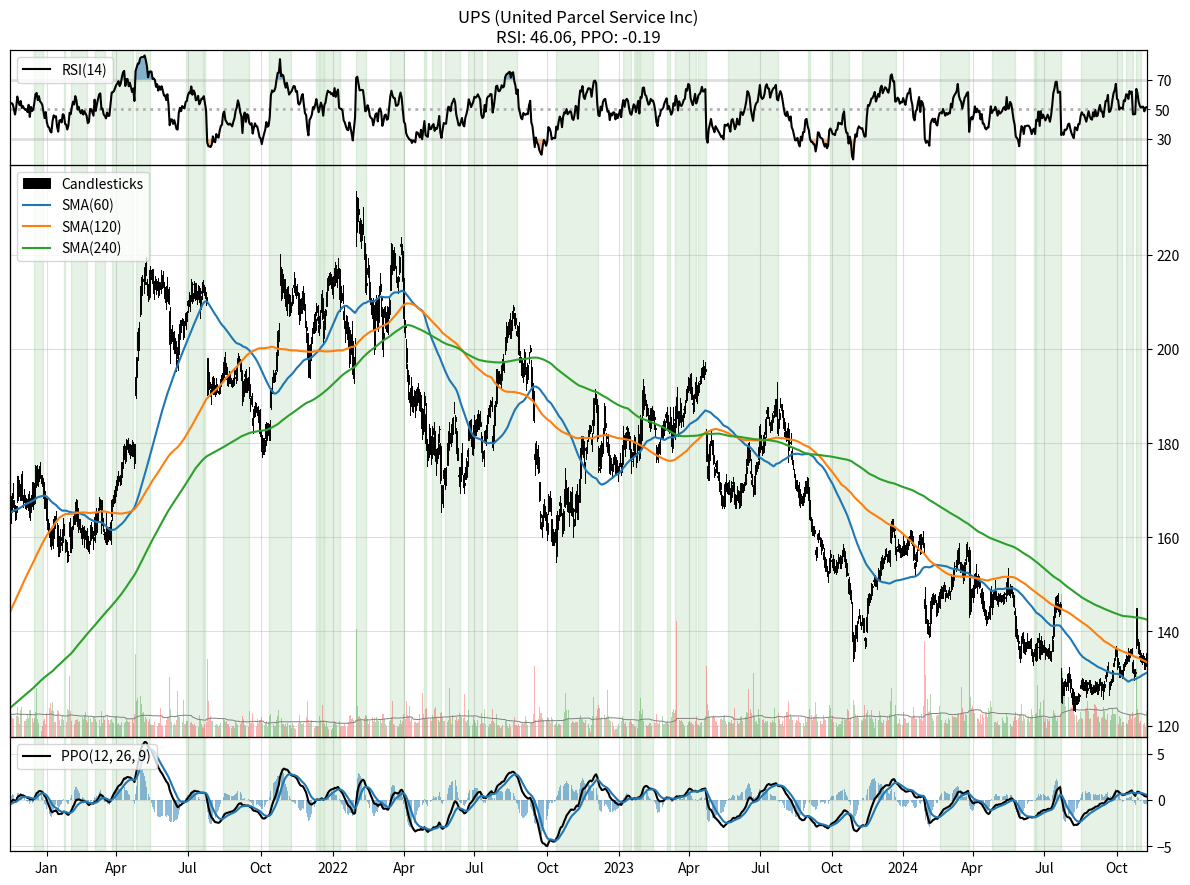 UPS (United Parcel Service Inc)
RSI: 46.06, PPO: -0.19
RSI(14)
70
50
30
Candlesticks
SMA(60)
SMA(120)
SMA(240)
220
200
180
160
140
120
PPO(12, 26, 9)
5
0
−5
Jan Apr Jul Oct 2022 Apr Jul Oct 2023 Apr Jul Oct 2024 Apr Jul Oct